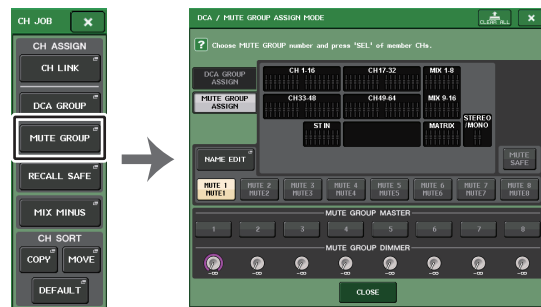 CH JOB
×
CH ASSIGN
CH LINK
DCA GROUP
MUTE GROUP
RECALL SAFE
MIX MINUS
CH SORT
COPY
MOVE
DEFAULT
DCA / MUTE GROUP ASSIGN MODE
CLEAR ALL
×
? Choose MUTE GROUP number and press 'SEL' of member CHs.
DCA GROUP
ASSIGN
MUTE GROUP
ASSIGN
CH 1-16
CH17-32
MIX 1-8
CH33-48
CH49-64
MIX 9-16
STEREO
/MONO
ST IN
MATRIX
NAME EDIT
MUTE
SAFE
MUTE 1 MUTE 2 MUTE 3 MUTE 4 MUTE 5 MUTE 6 MUTE 7 MUTE 8
MUTE1 MUTE2 MUTE3 MUTE4 MUTE5 MUTE6 MUTE7 MUTE8
MUTE GROUP MASTER
1 2 3 4 5 6 7 8
MUTE GROUP DIMMER
-∞ -∞ -∞ -∞ -∞ -∞ -∞ -∞
CLOSE